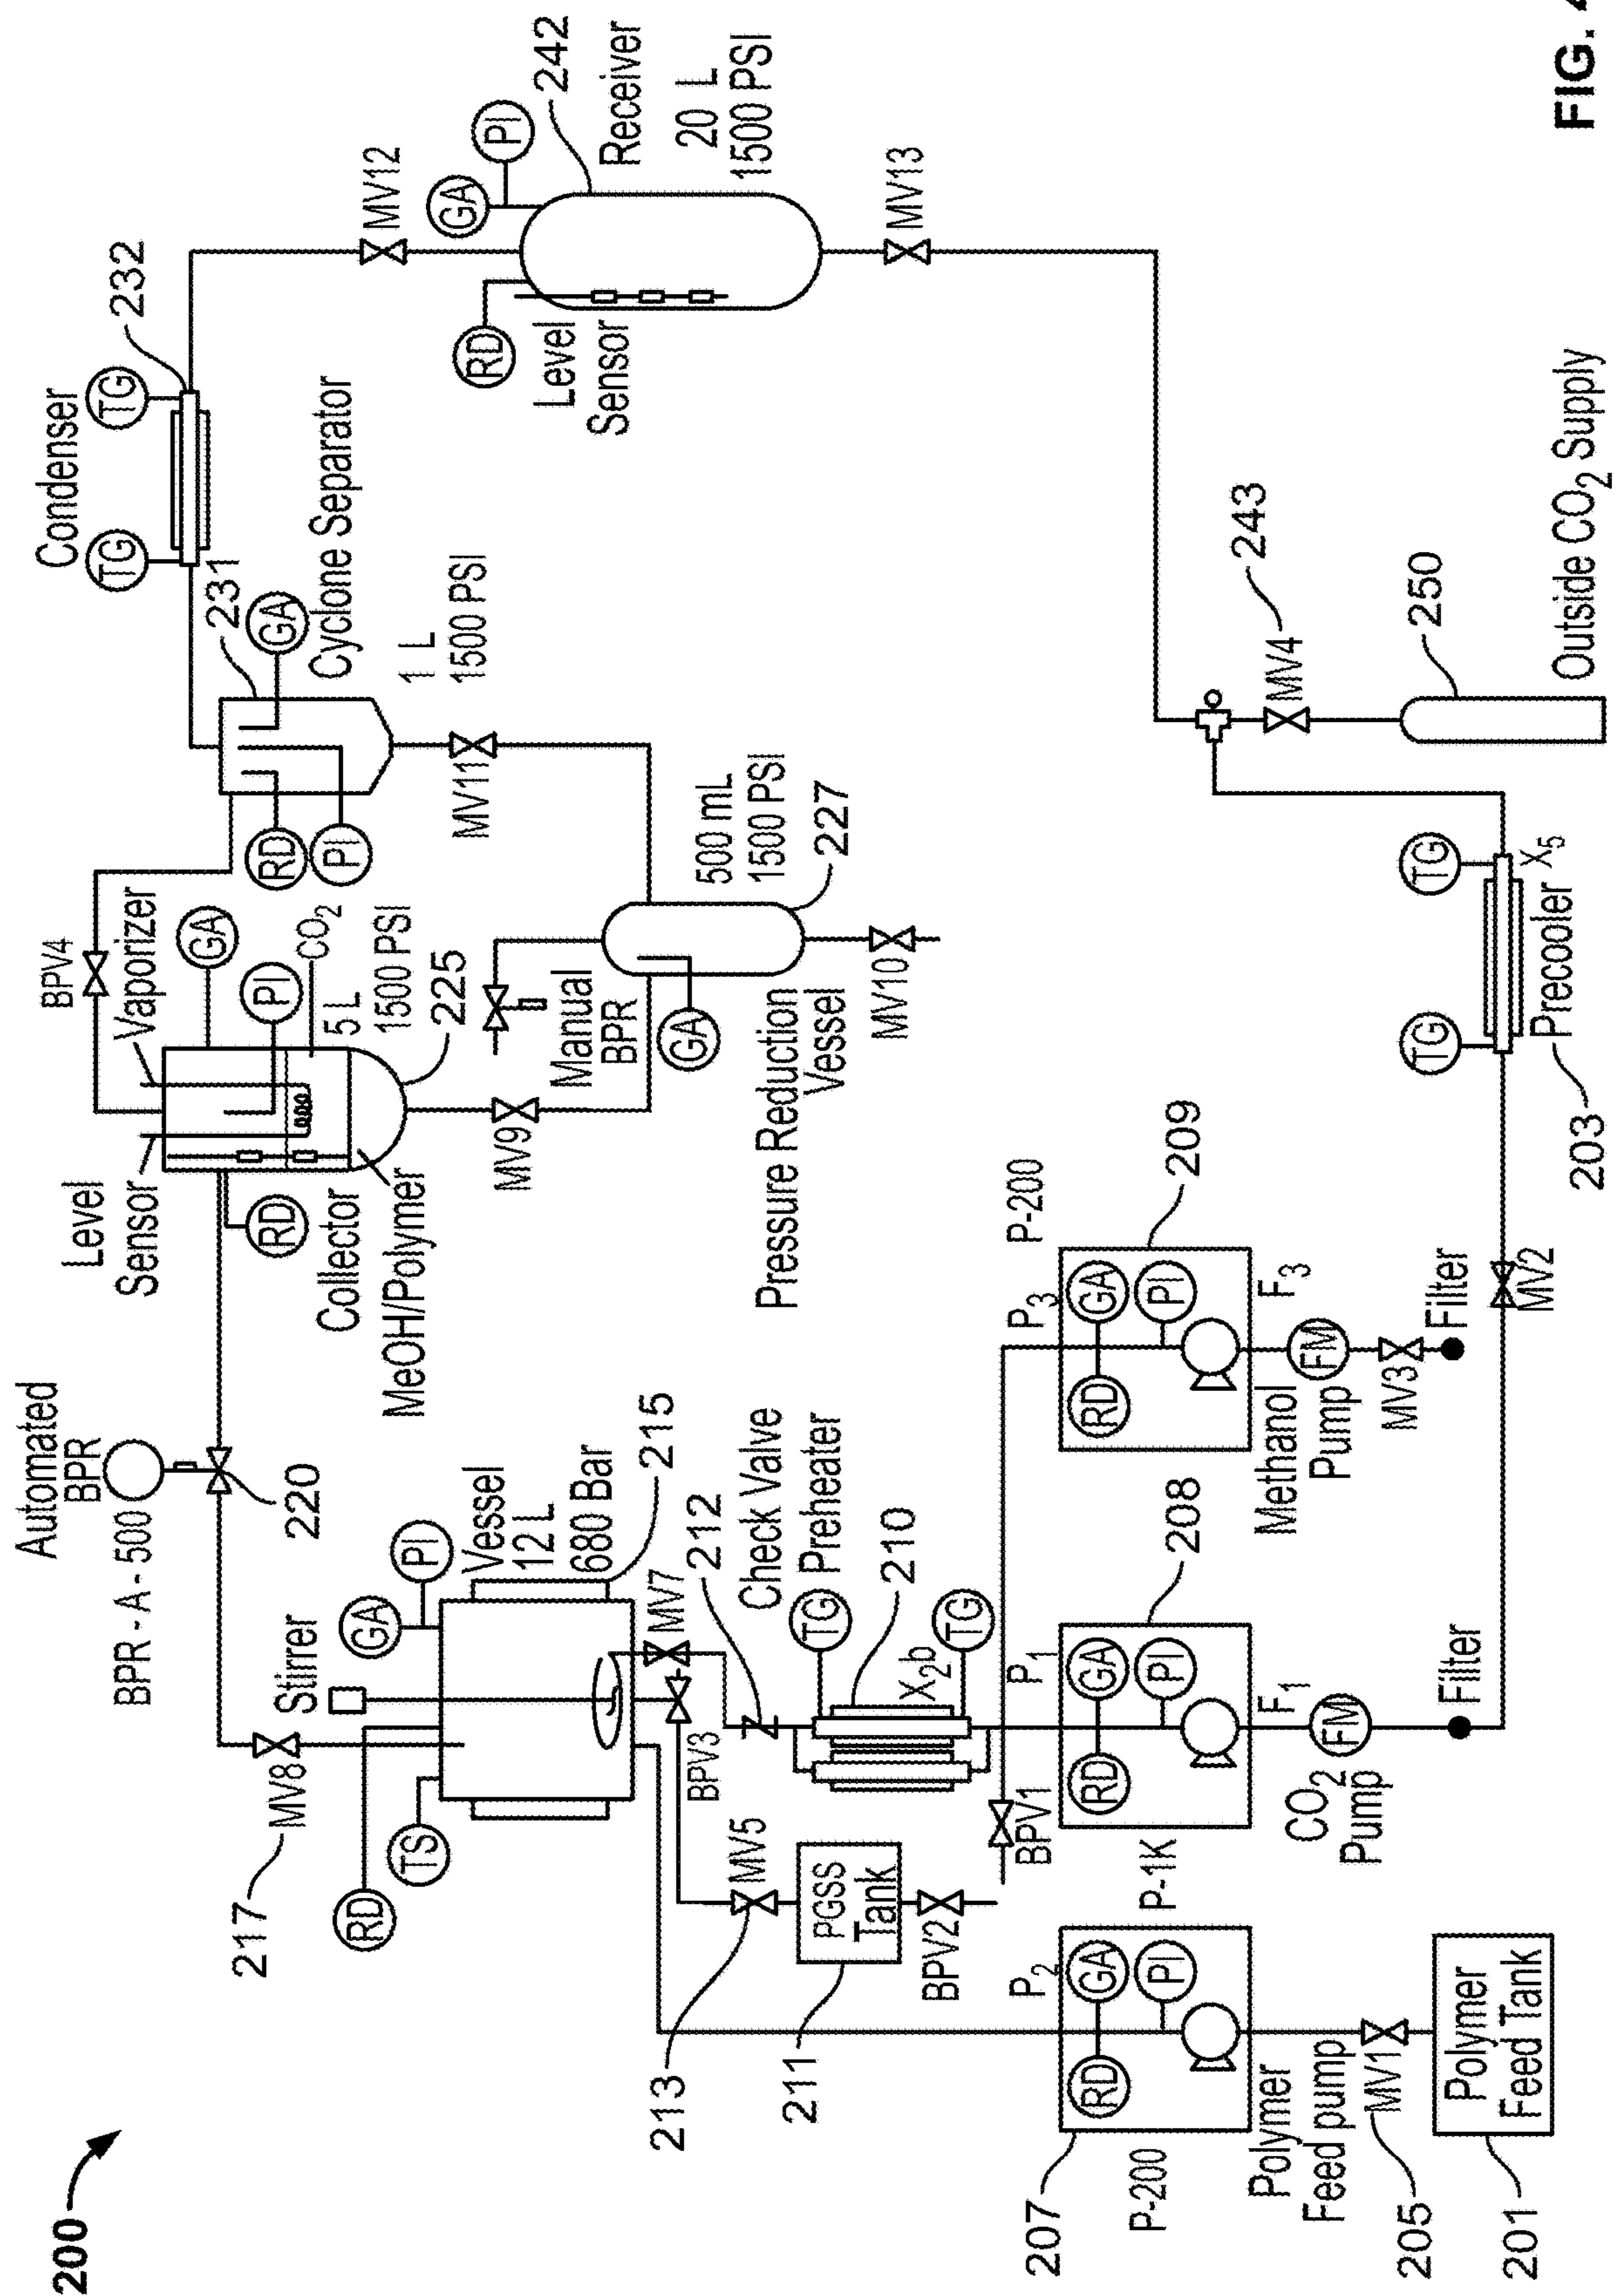 200
Automated
BPR
BPR - A - 500
220
217
MV8
Stirrer
GA
PI
TS
RD
Vessel
12 L
680 Bar
215
MV7
BPV3
212
Check Valve
TG
Preheater
210
X2b
TG
213
MV5
PGSS
Tank
211
BPV2
BPV1
Level
Sensor
Vaporizer
BPV4
GA
PI
CO2
5 L
1500 PSI
225
RD
Collector
MeOH/Polymer
MV9
Manual
BPR
GA
Pressure Reduction
Vessel
MV10
500 mL
1500 PSI
227
MV11
231
GA
Cyclone Separator
1 L
1500 PSI
RD
PI
Condenser
TG
TG
232
MV12
GA
PI
242
Receiver
20 L
1500 PSI
RD
Level
Sensor
MV13
207
P2
RD
GA
PI
P-200
Polymer
Feed pump
MV1
205
Polymer
Feed Tank
201
P-1K
P1
208
RD
GA
PI
F1
FM
CO2
Pump
Filter
P3
P-200
209
RD
GA
PI
F3
FM
Methanol
Pump
MV3
Filter
MV2
TG
TG
Precooler
X5
203
243
MV4
250
Outside CO2 Supply
FIG.